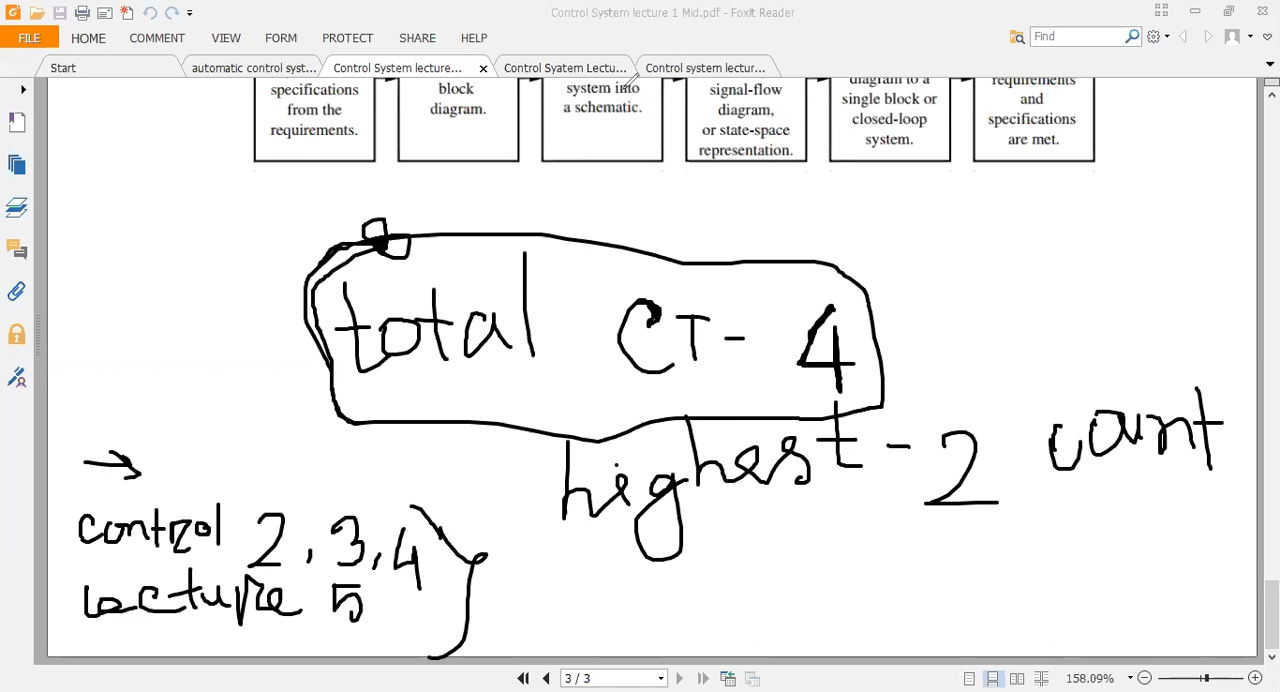 Control System lecture 1 Mid.pdf - Foxit Reader
FILE HOME COMMENT VIEW FORM PROTECT SHARE HELP Find
Start automatic control syst... Control System lecture... Control SyatemLectu... Control system lectur...
specifications
from the
requirements.
block
diagram.
system into
a schematic.
signal-flow
diagram,
or state-space
representation.
diagram to a
single block or
closed-loop
system.
requirements
and
specifications
are met.
total CT- 4
highest - 2 count
→
control 2, 3, 4
lecture 5
3 / 3 158.09%